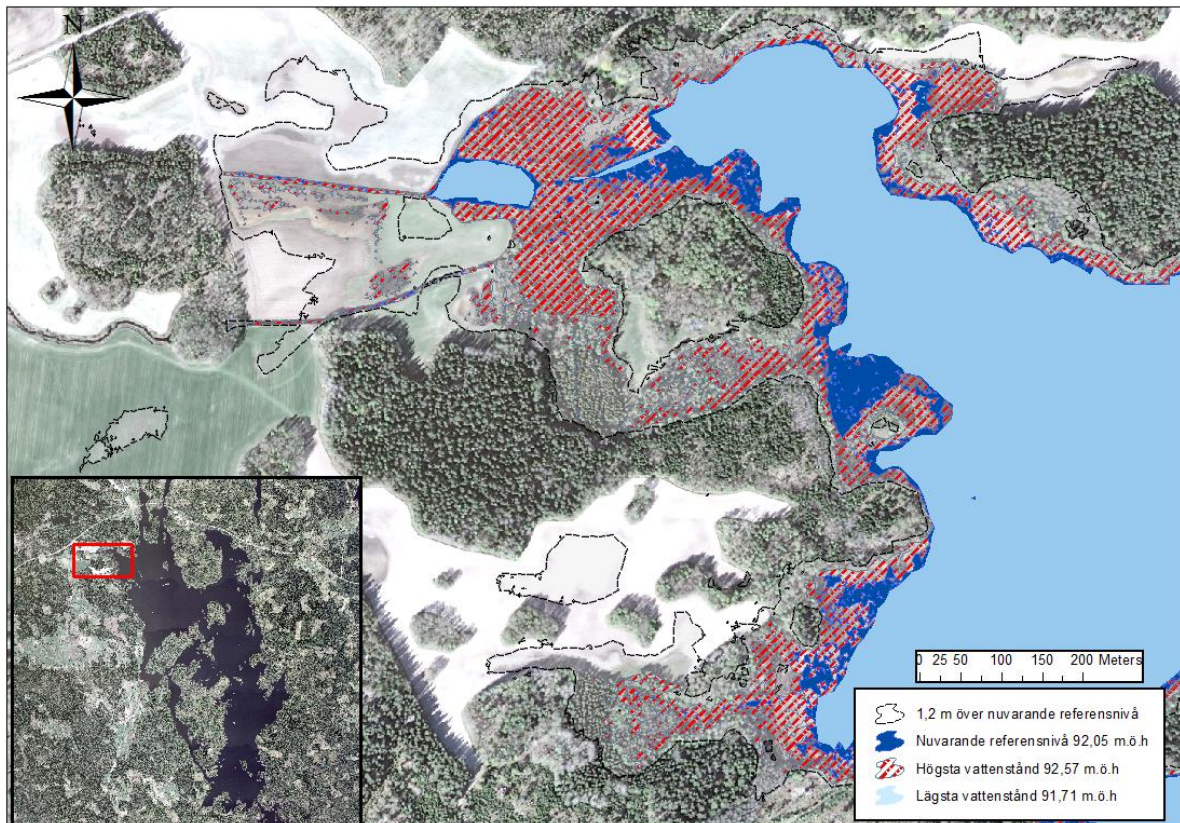 N
0 25 50 100 150 200 Meters
1,2 m över nuvarande referensnivå
Nuvarande referensnivå 92,05 m.ö.h
Högsta vattenstånd 92,57 m.ö.h
Lägsta vattenstånd 91,71 m.ö.h